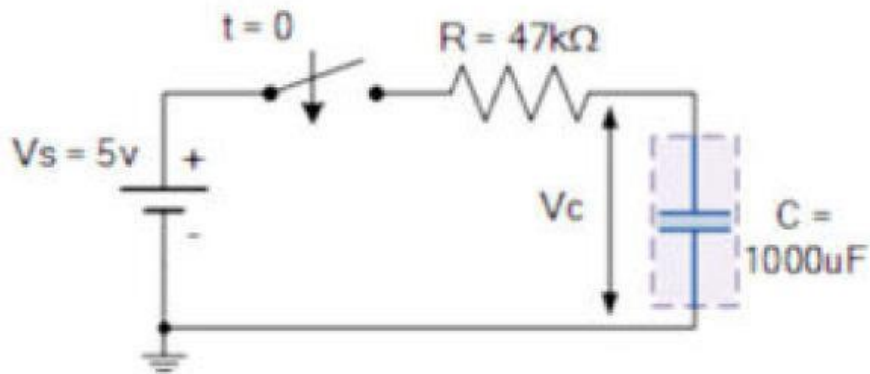 t = 0
R = 47kΩ
Vs = 5v
+
-
Vc
C =
1000uF